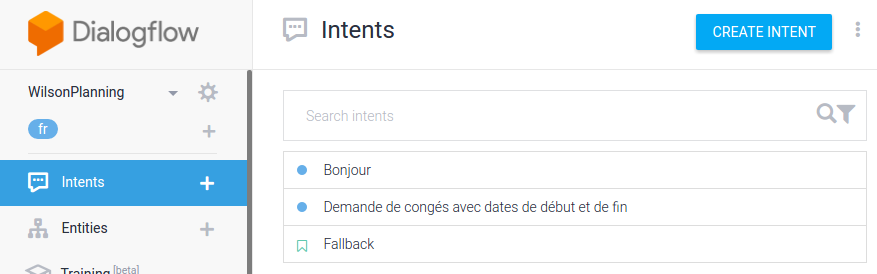 Dialogflow
Intents
CREATE INTENT
WilsonPlanning
fr
Search intents
Intents
Bonjour
Demande de congés avec dates de début et de fin
Entities
Fallback
Training [beta]